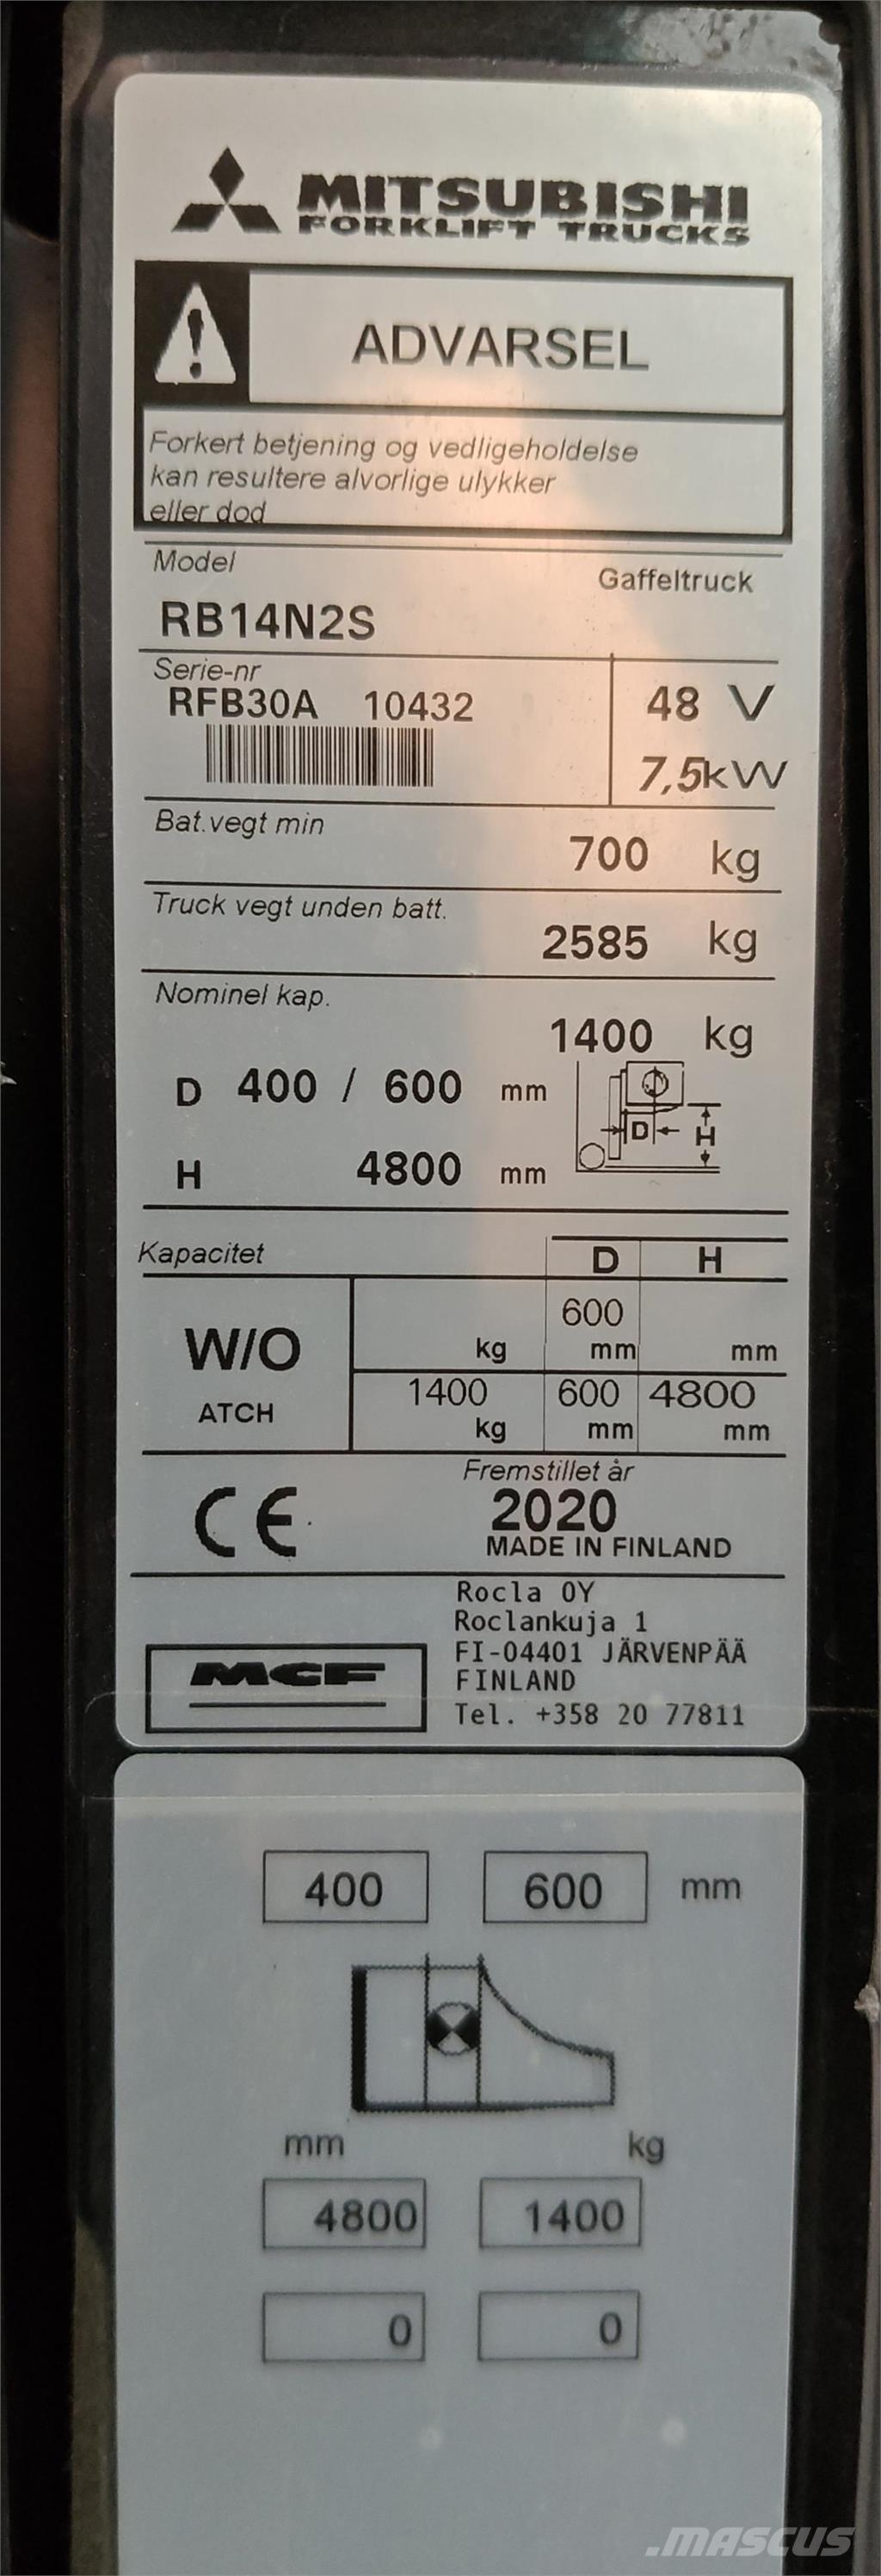 MITSUBISHI
FORKLIFT TRUCKS
ADVARSEL
Forkert betjening og vedligeholdelse
kan resultere alvorlige ulykker
eller dod
Model
Gaffeltruck
RB14N2S
Serie-nr
RFB30A 10432
48 V
7,5kW
Bat.vegt min
700 kg
Truck vegt unden batt.
2585 kg
Nominel kap.
1400 kg
D 400 / 600 mm
D H
H 4800 mm
Kapacitet D H
600
W/O kg mm mm
1400 600 4800
ATCH kg mm mm
Fremstillet år
CE 2020
MADE IN FINLAND
Rocla OY
Roclankuja 1
FI-04401 JÄRVENPÄÄ
MCF
FINLAND
Tel. +358 20 77811
400 600 mm
mm kg
4800 1400
0 0
.MASCUS